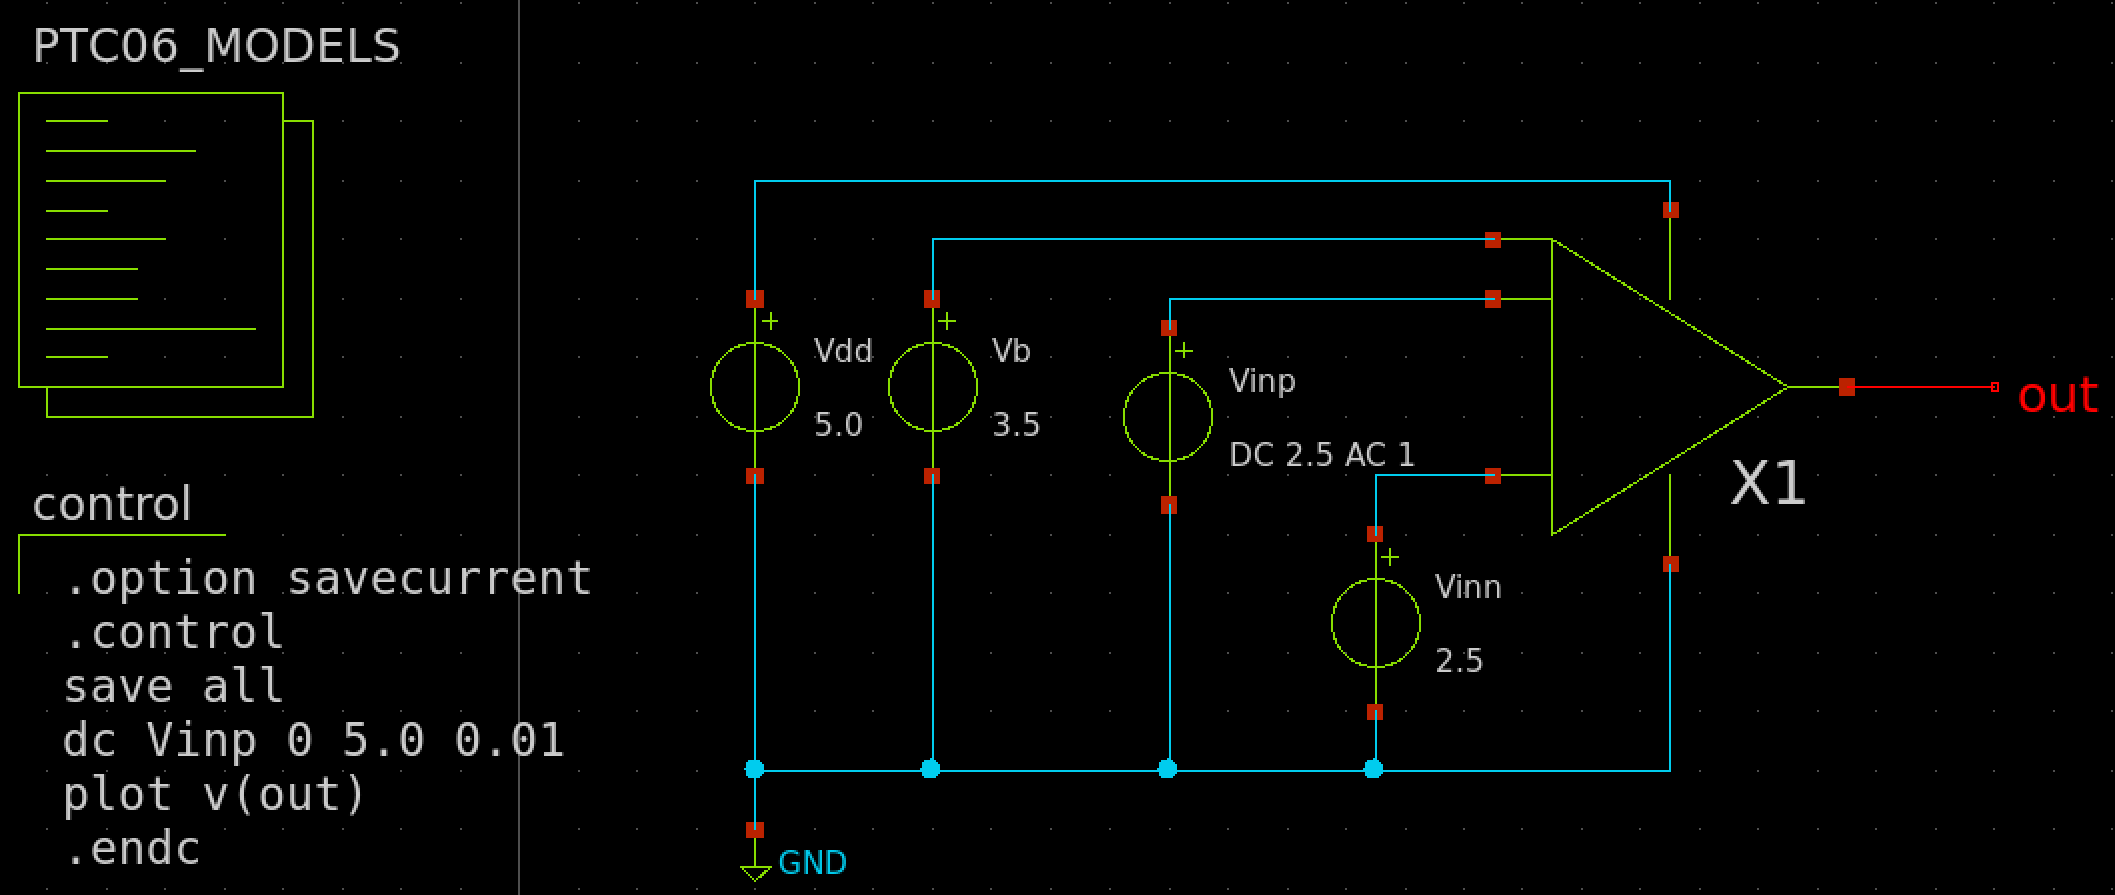 PTC06_MODELS
control
.option savecurrent
.control
save all
dc Vinp 0 5.0 0.01
plot v(out)
.endc
Vdd
5.0
Vb
3.5
Vinp
DC 2.5 AC 1
Vinn
2.5
X1
out
GND